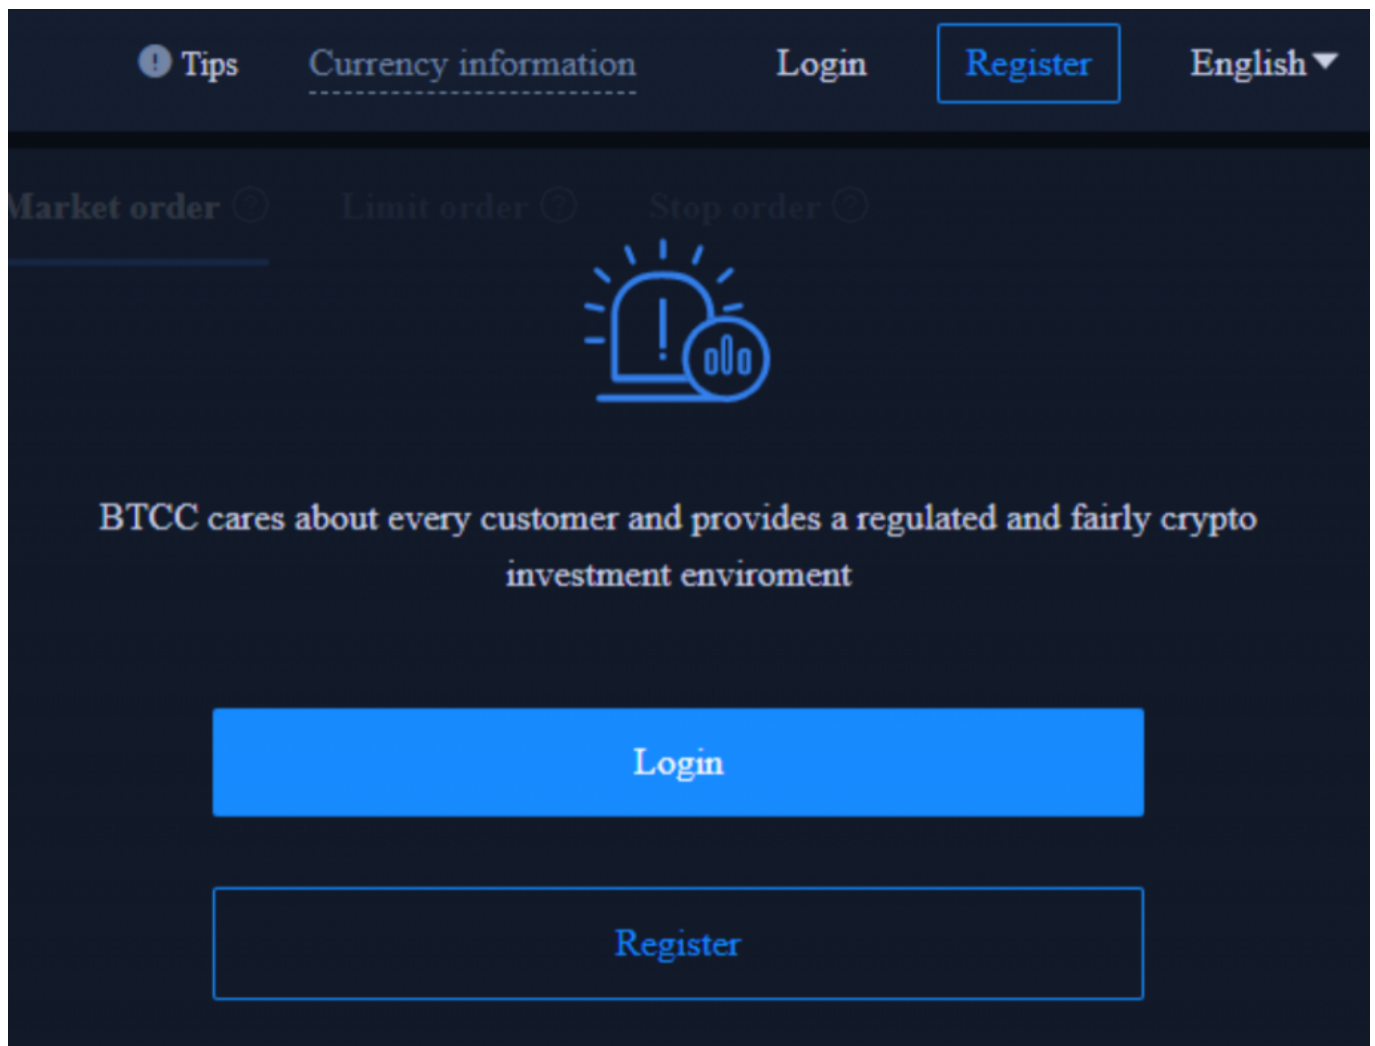 Tips Currency information Login Register English
Market order Limit order Stop order
BTCC cares about every customer and provides a regulated and fairly crypto
investment enviroment
Login
Register